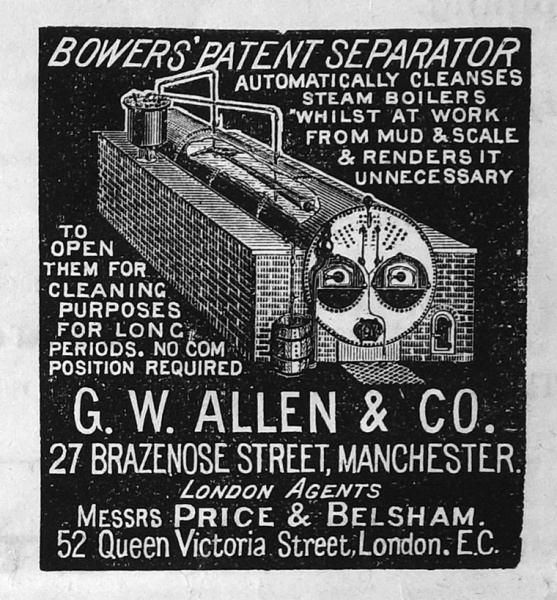 BOWERS' PATENT SEPARATOR
AUTOMATICALLY CLEANSES
STEAM BOILERS
"WHILST AT WORK
FROM MUD & SCALE
& RENDERS IT
UNNECESSARY
TO
OPEN
THEM FOR
CLEANING
PURPOSES
FOR LONG
PERIODS. NO COM
POSITION REQUIRED
G. W. ALLEN & CO.
27 BRAZENOSE STREET, MANCHESTER.
LONDON AGENTS
MESSRS PRICE & BELSHAM.
52 Queen Victoria Street, London. E.C.